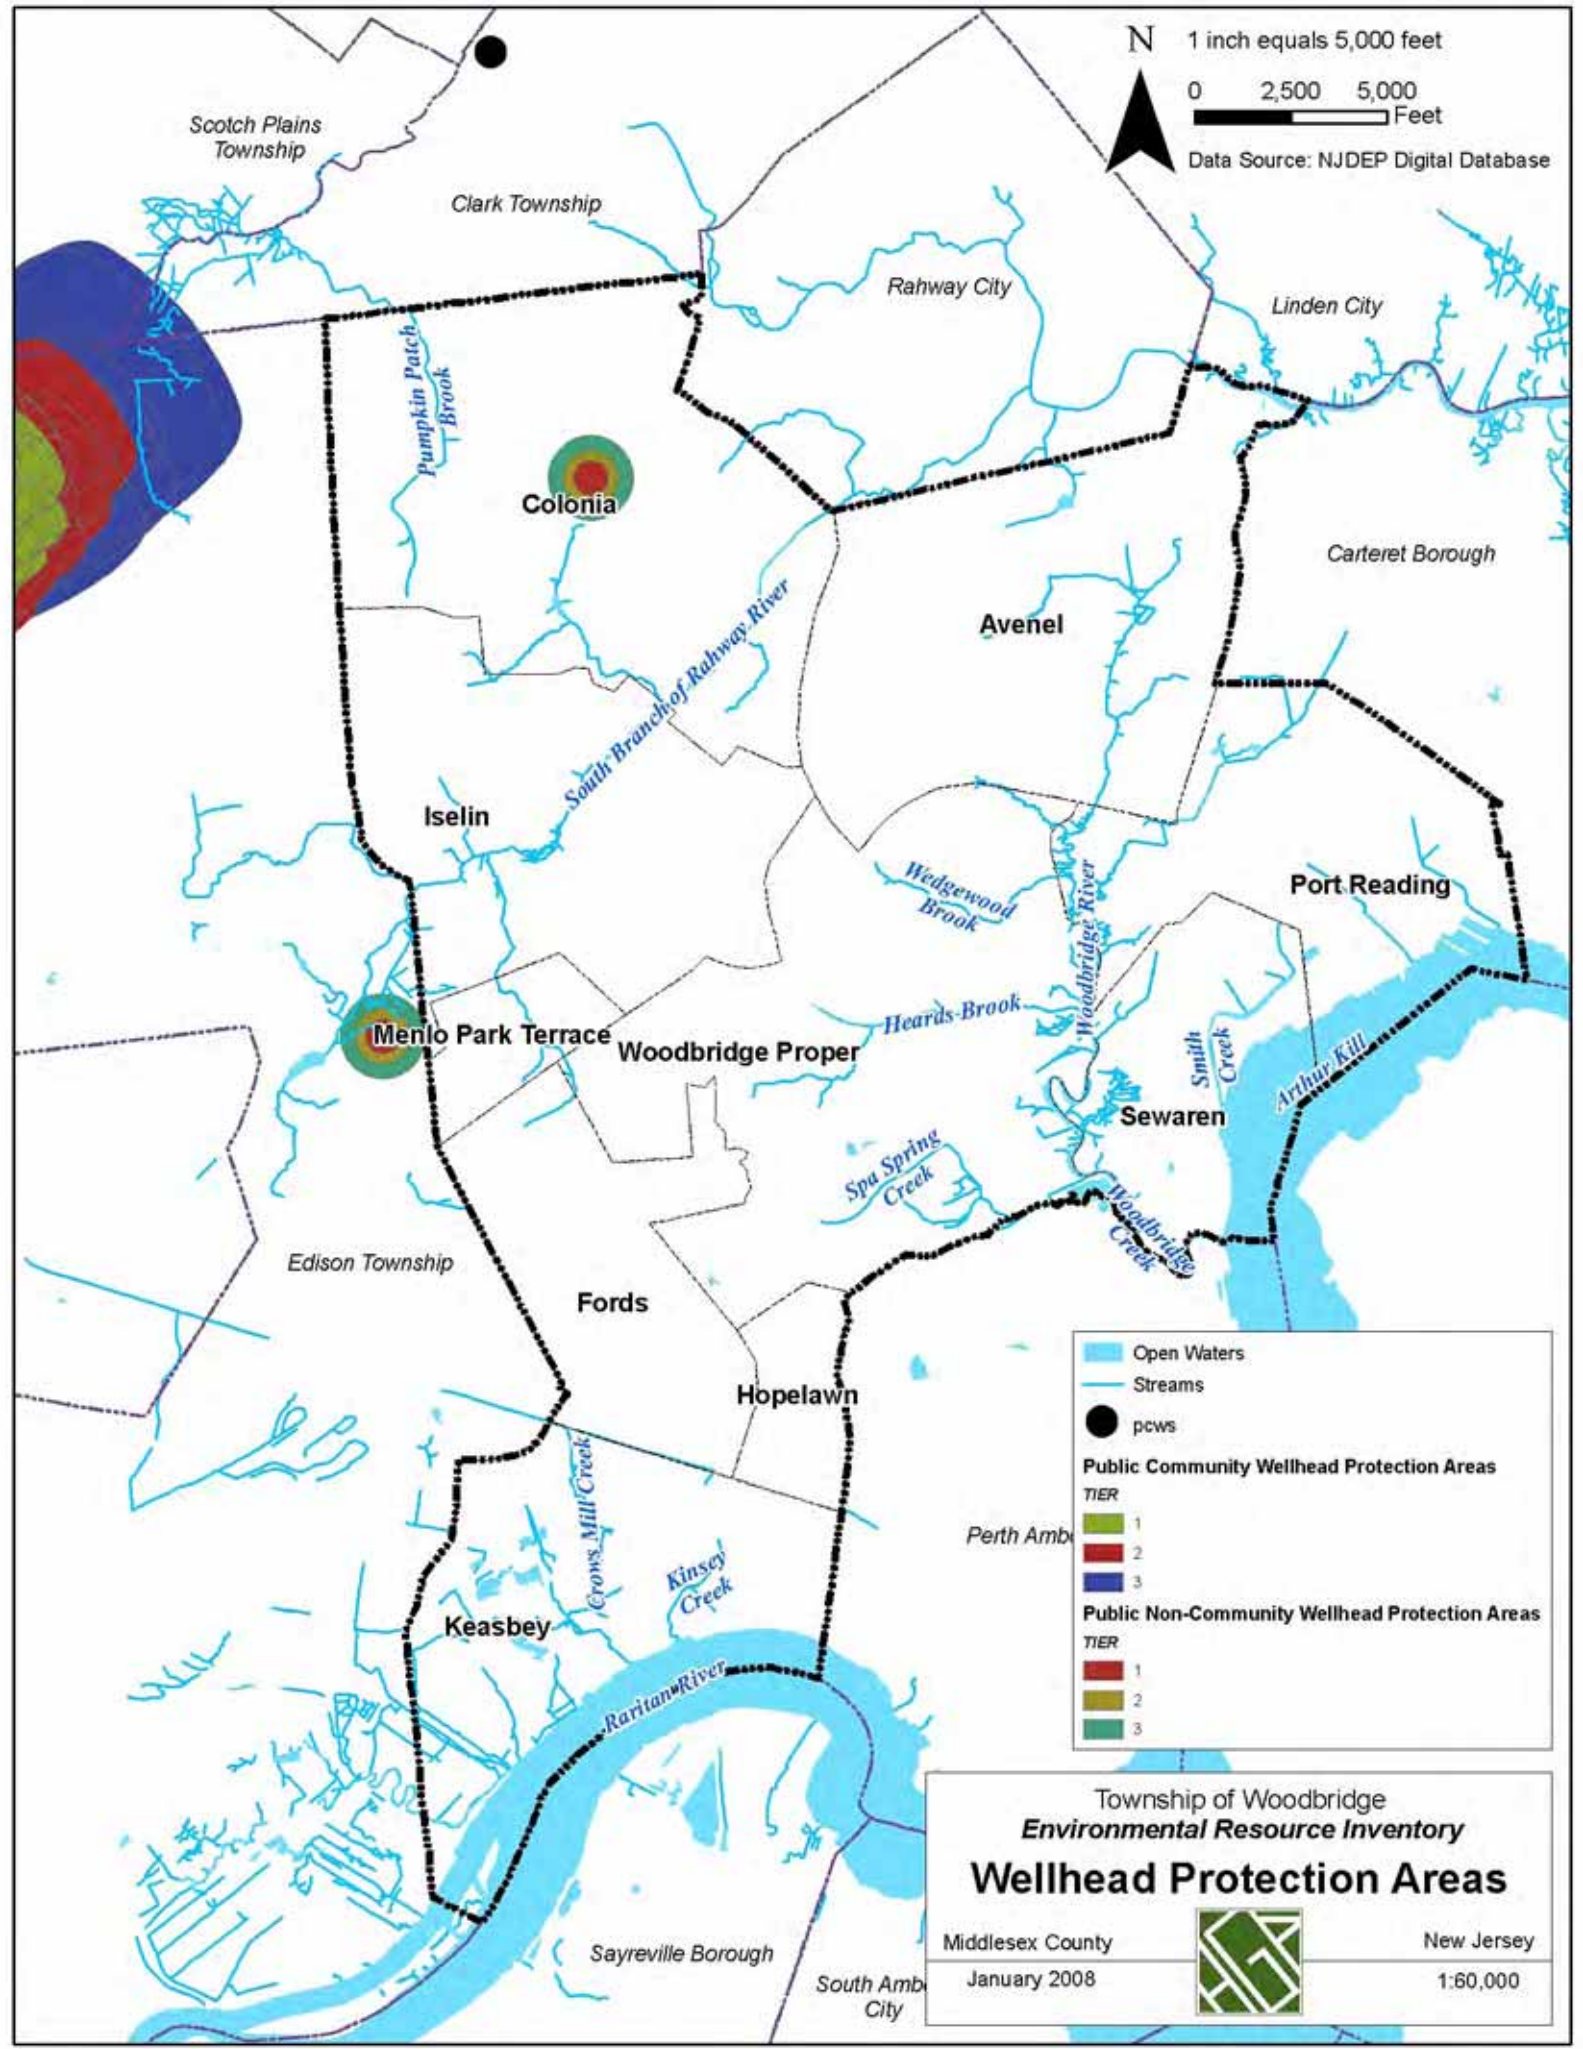 N
1 inch equals 5,000 feet
0 2,500 5,000
Feet
Data Source: NJDEP Digital Database
Scotch Plains
Township
Clark Township
Rahway City
Linden City
Pumpkin Patch
Brook
Colonia
Carteret Borough
South Branch of Rahway River
Avenel
Iselin
Wedgewood
Brook
Woodbridge River
Port Reading
Menlo Park Terrace
Woodbridge Proper
Heards Brook
Smith
Creek
Arthur Kill
Sewaren
Spa Spring
Creek
Woodbridge
Creek
Edison Township
Fords
Hopelawn
Crows Mill Creek
Kinsey
Creek
Perth Amb
Keasbey
Raritan River
Sayreville Borough
South Amb
City
Open Waters
Streams
pcws
Public Community Wellhead Protection Areas
TIER
1
2
3
Public Non-Community Wellhead Protection Areas
TIER
1
2
3
Township of Woodbridge
Environmental Resource Inventory
Wellhead Protection Areas
Middlesex County
New Jersey
January 2008
1:60,000